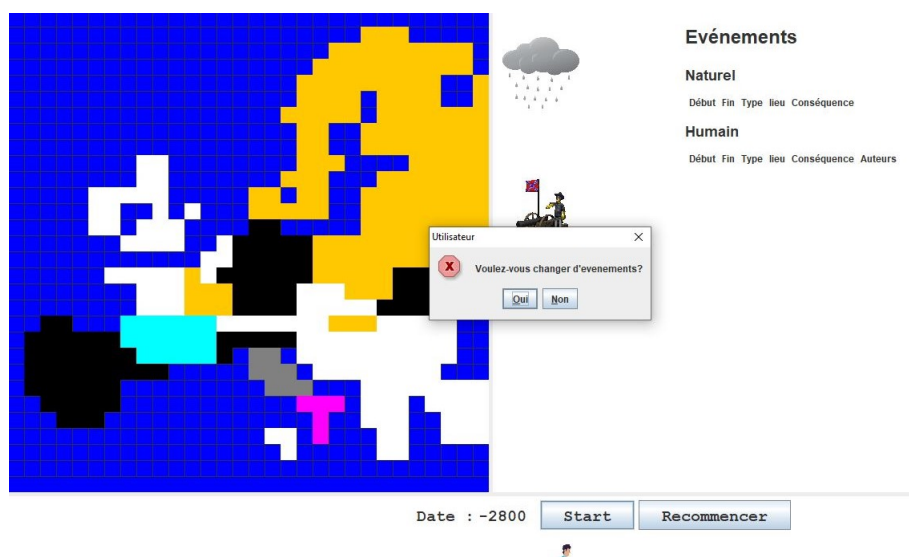 Evénements
Naturel
Début Fin Type lieu Conséquence
Humain
Début Fin Type lieu Conséquence Auteurs
Utilisateur
X
Voulez-vous changer d'evenements?
Oui Non
Date :-2800 Start Recommencer